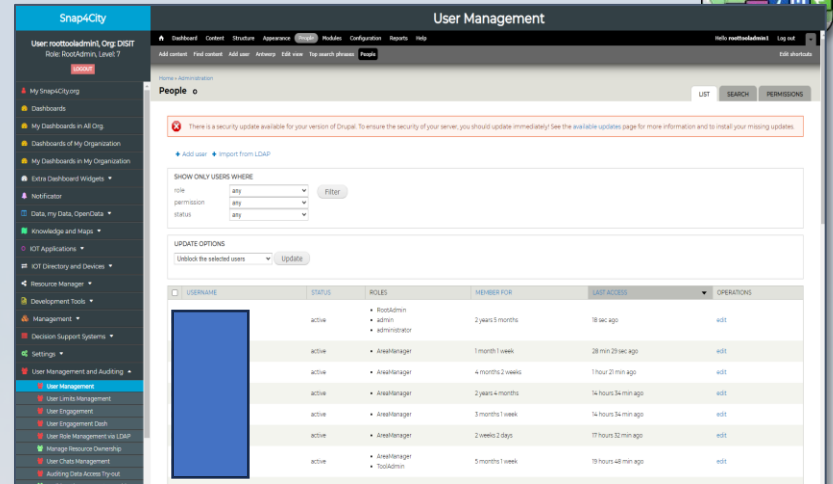 Snap4City
User Management
User: roottooladmin1, Org: DISIT
Role: RootAdmin, Level: 7
LOGOUT
Dashboard Content Structure Appearance People Modules Configuration Reports Help
Hello roottooladmin1 Log out
Add content Find content Add user Antwerp Edit view Top search phrases People
Edit shortcuts
Home » Administration
People
LIST SEARCH PERMISSIONS
There is a security update available for your version of Drupal. To ensure the security of your server, you should update immediately! See the available updates page for more information and to install your missing updates.
+ Add user + Import from LDAP
SHOW ONLY USERS WHERE
role any Filter
permission any
status any
UPDATE OPTIONS
Unblock the selected users Update
USERNAME STATUS ROLES MEMBER FOR LAST ACCESS OPERATIONS
active • RootAdmin • admin • administrator 2 years 5 months 18 sec ago edit
active • AreaManager 1 month 1 week 28 min 29 sec ago edit
active • AreaManager 4 months 2 weeks 1 hour 21 min ago edit
active • AreaManager 2 years 4 months 14 hours 34 min ago edit
active • AreaManager 3 months 1 week 14 hours 34 min ago edit
active • AreaManager 2 weeks 2 days 17 hours 32 min ago edit
active • AreaManager • ToolAdmin 5 months 1 week 19 hours 48 min ago edit
My Snap4City.org
Dashboards
My Dashboards in All Org.
Dashboards of My Organization
My Dashboards in My Organization
Extra Dashboard Widgets
Notificator
Data, my Data, OpenData
Knowledge and Maps
IOT Applications
IOT Directory and Devices
Resource Manager
Development Tools
Management
Decision Support Systems
Settings
User Management and Auditing
User Management
User Limits Management
User Engagement
User Engagement Dash
User Role Management via LDAP
Manage Resource Ownership
User Chats Management
Auditing Data Access Try-out